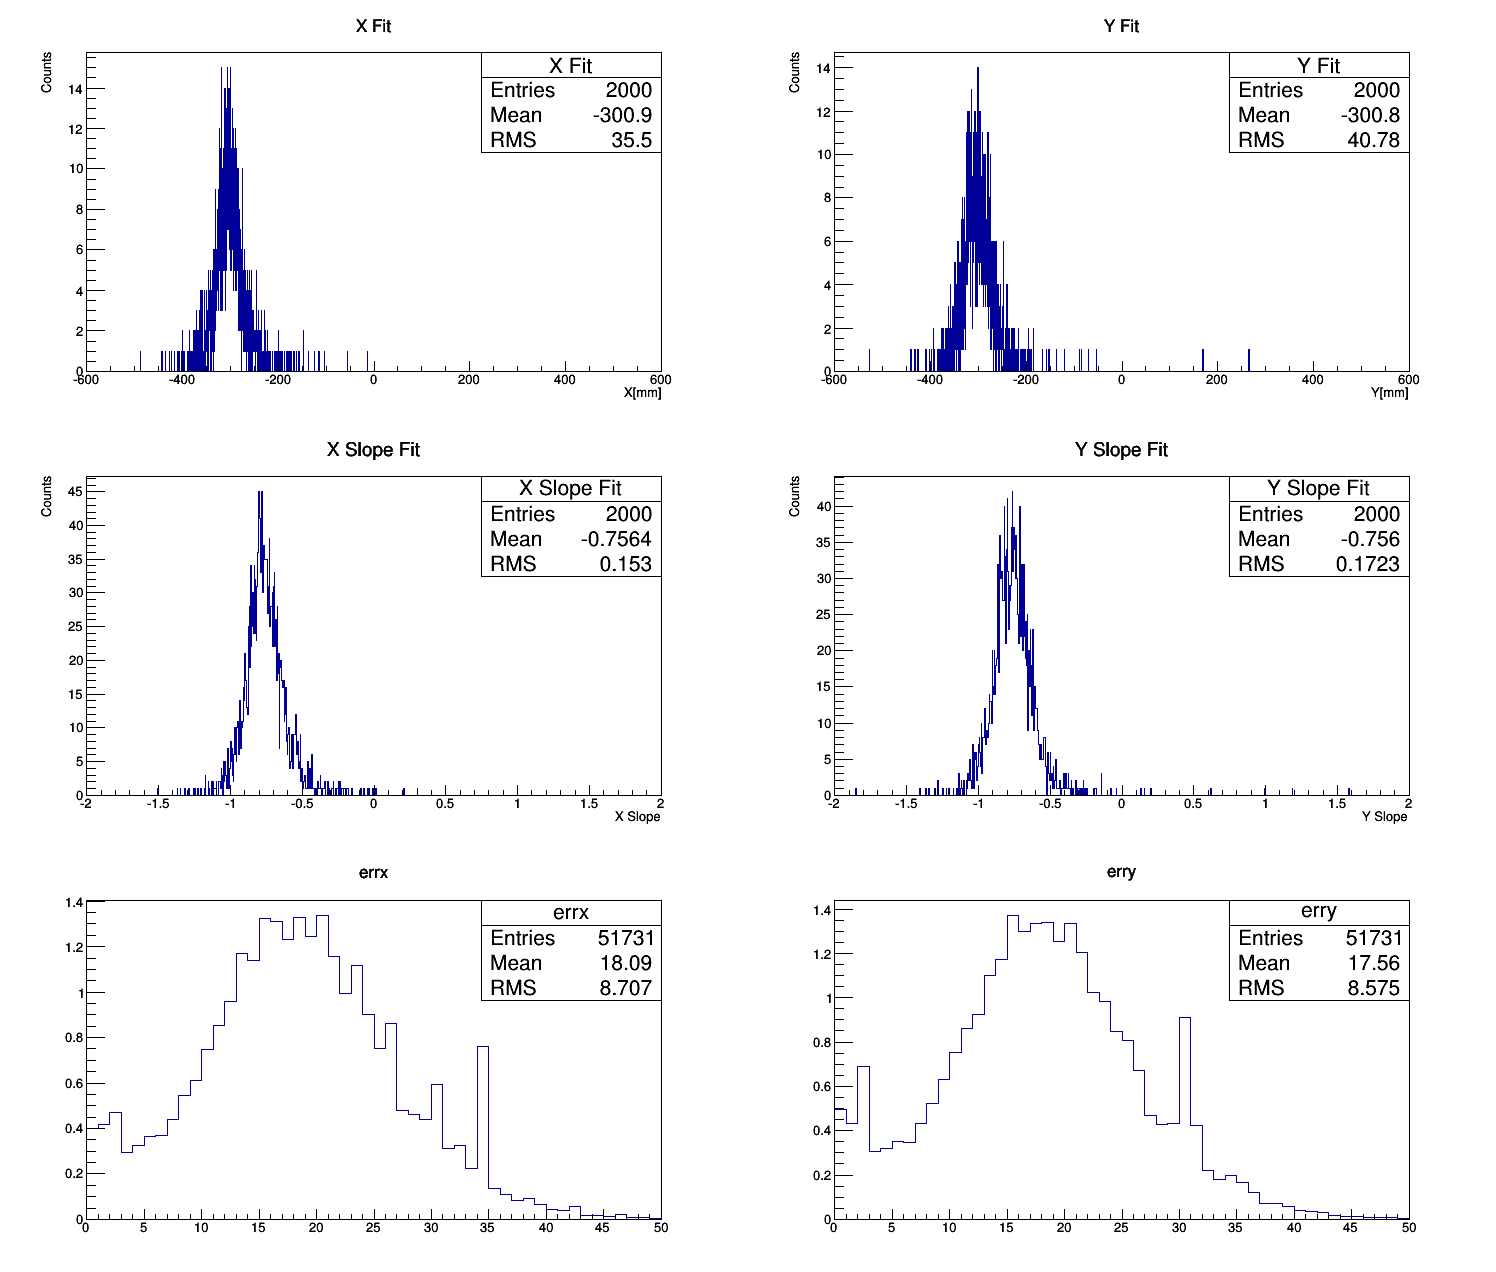 X Fit
Counts
X Fit
Entries 2000
Mean -300.9
RMS 35.5
14
12
10
8
6
4
2
0
-600 -400 -200 0 200 400 600
X[mm]
Y Fit
Counts
Y Fit
Entries 2000
Mean -300.8
RMS 40.78
14
12
10
8
6
4
2
0
-600 -400 -200 0 200 400 600
Y[mm]
X Slope Fit
Counts
X Slope Fit
Entries 2000
Mean -0.7564
RMS 0.153
45
40
35
30
25
20
15
10
5
0
-2 -1.5 -1 -0.5 0 0.5 1 1.5 2
X Slope
Y Slope Fit
Counts
Y Slope Fit
Entries 2000
Mean -0.756
RMS 0.1723
40
35
30
25
20
15
10
5
0
-2 -1.5 -1 -0.5 0 0.5 1 1.5 2
Y Slope
errx
errx
Entries 51731
Mean 18.09
RMS 8.707
1.4
1.2
1
0.8
0.6
0.4
0.2
0
0 5 10 15 20 25 30 35 40 45 50
erry
erry
Entries 51731
Mean 17.56
RMS 8.575
1.4
1.2
1
0.8
0.6
0.4
0.2
0
0 5 10 15 20 25 30 35 40 45 50